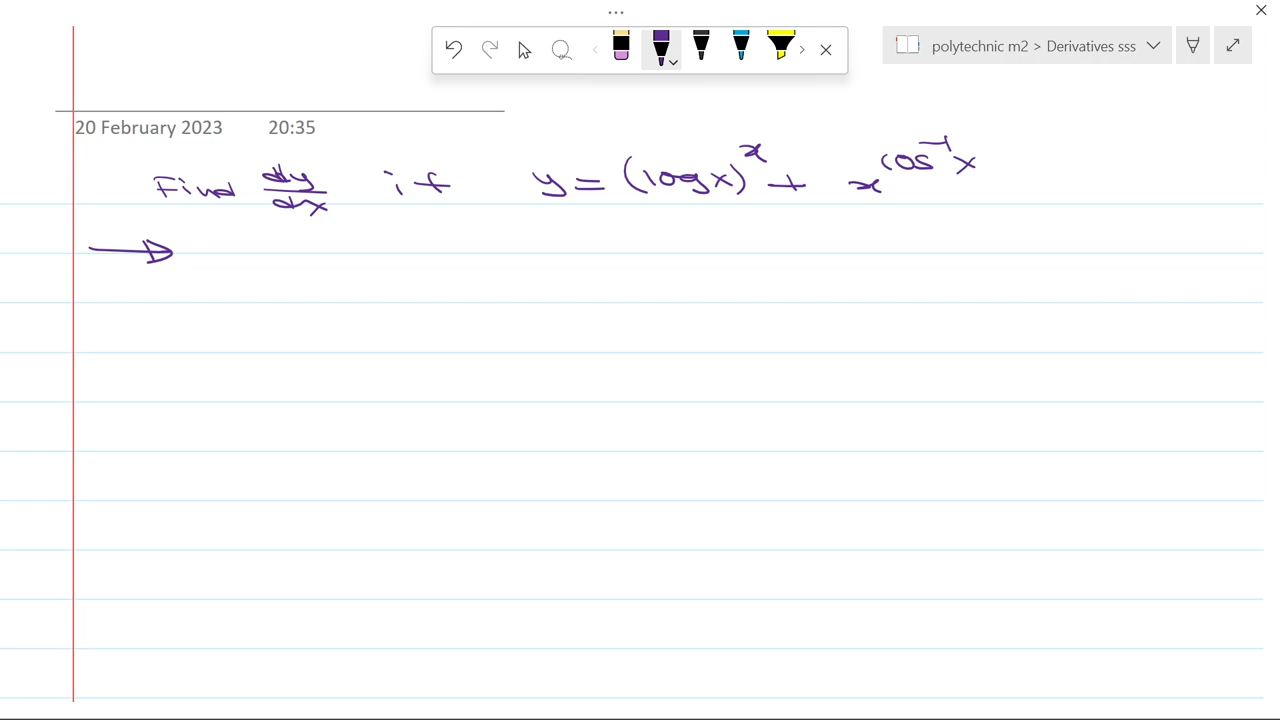 polytechnic m2 > Derivatives sss
20 February 2023 20:35
Find dy/dx if y = (log x)^x + x^(cos⁻¹ x)